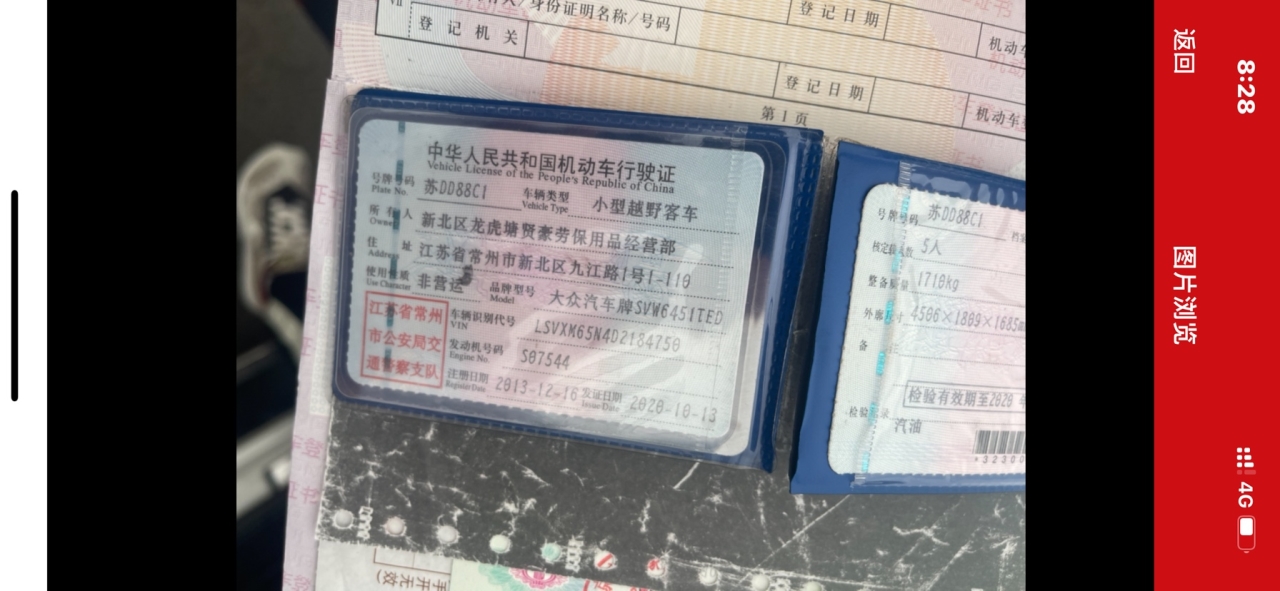 登记日期
身份证明名称/号码
登记机关
机动
登记日期
第1页
机动车
中华人民共和国机动车行驶证
Vehicle License of the People's Republic of China
号牌号码 苏DD88C1 车辆类型 小型越野客车
Plate No. Vehicle Type
所有人 新北区龙虎塘贤豪劳保用品经营部
Owner
住址 江苏省常州市新北区九江路1号1-110
Address
使用性质 非营运 品牌型号 大众汽车牌SVW6451TED
Use Character Model
江苏省常州
市公安局交
通警察支队
车辆识别代号 LSVXM65N4D2184750
VIN
发动机号码 S07544
Engine No.
注册日期 2013-12-16 发证日期 2020-10-13
Register Date Issue Date
号牌号码 苏DD88C1 档案
核定载人数 5人
整备质量 1710kg
外廓尺寸 4506×1809×1685
备注
检验有效期至2020
检验记录
汽油
*32300
手开无效)
返回
图片浏览
8:28
4G